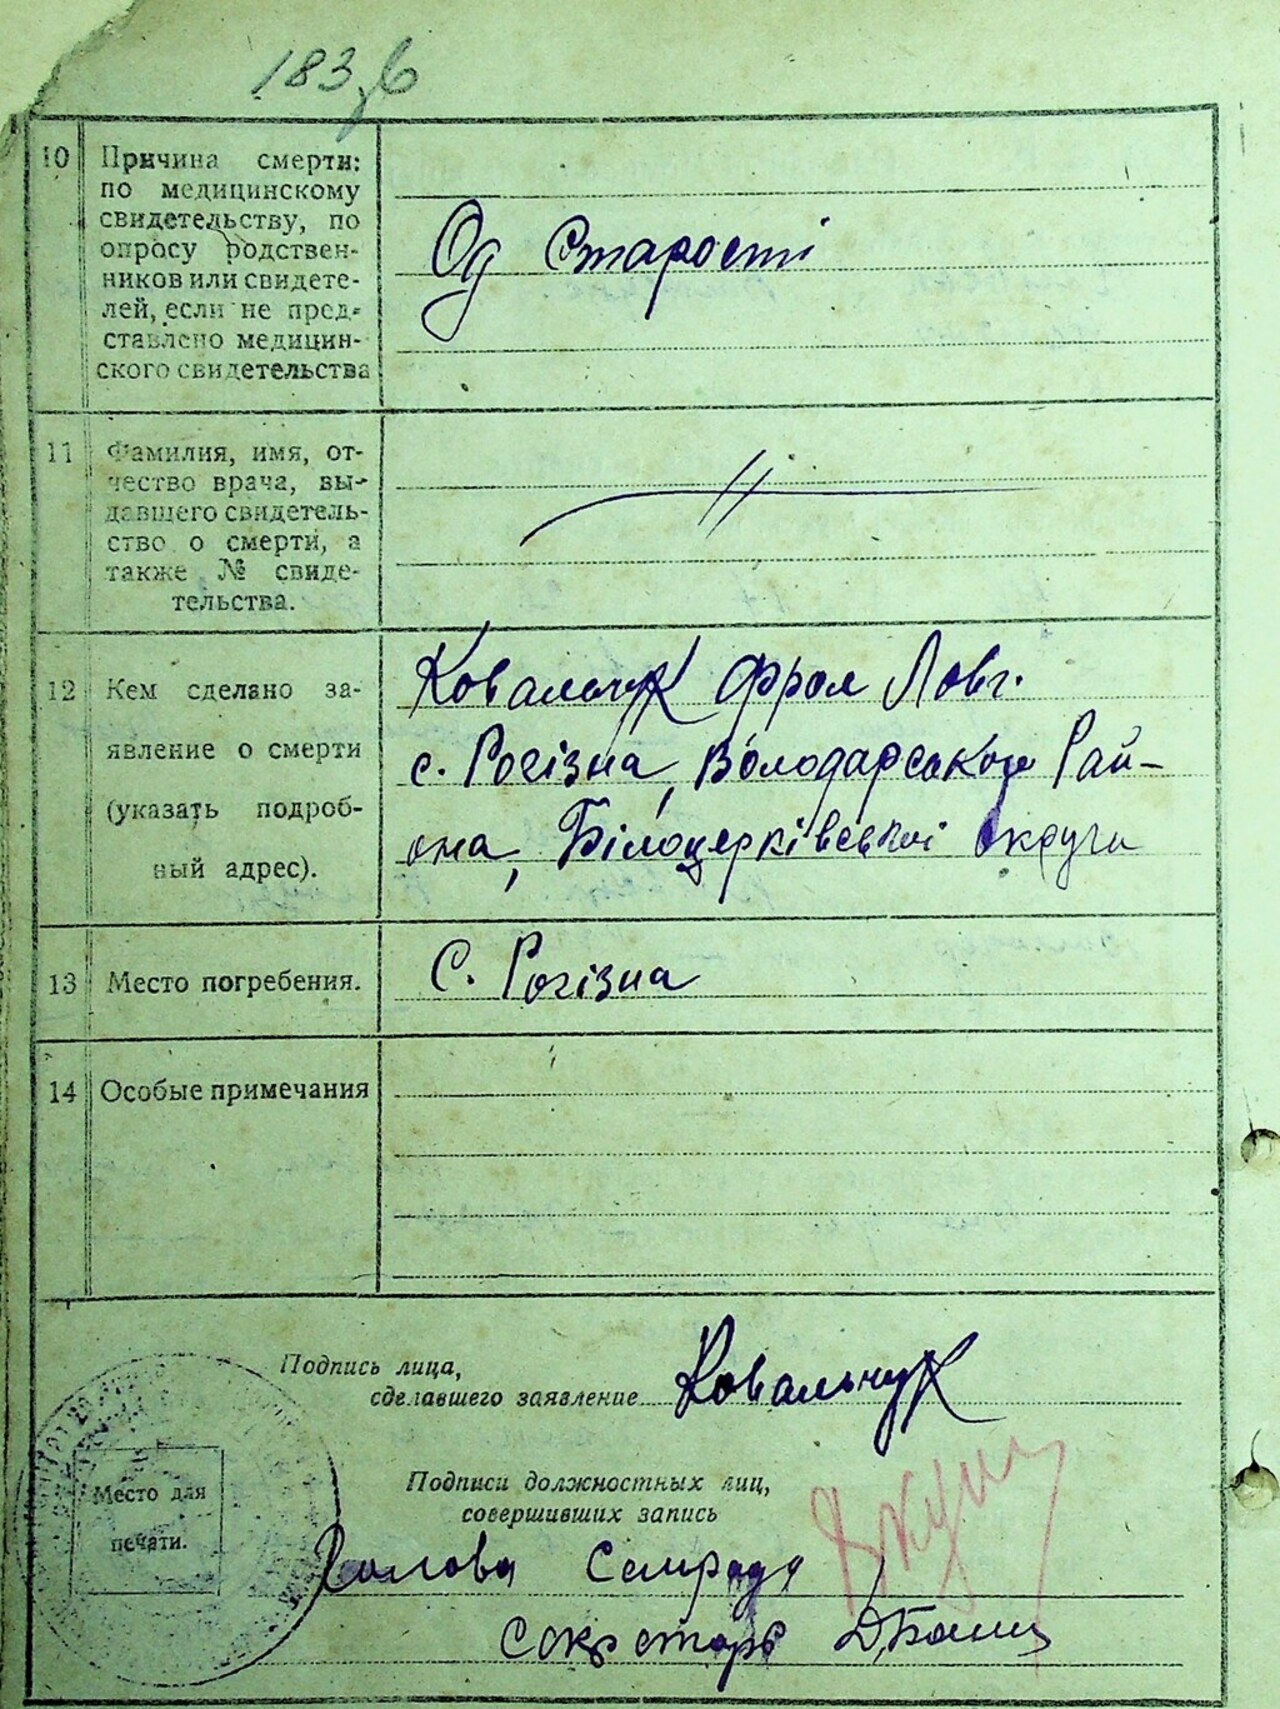 183 зв
10 Причина смерти:
по медицинскому
свидетельству, по
опросу родствен-
ников или свидете-
лей, если не пред-
ставлено медицин-
ского свидетельства
Од Старості
11 Фамилия, имя, от-
чество врача, вы-
давшего свидетель-
ство о смерти, а
также № свиде-
тельства.
12 Кем сделано за-
явление о смерти
(указать подроб-
ный адрес).
Ковальчук Фрол Ловг.
с. Рогізна, Володарського Рай-
она, Білоцерківської округи
13 Место погребения.
С. Рогізна
14 Особые примечания
Подпись лица,
сделавшего заявление Ковальчук
Подписи должностных лиц,
совершивших запись
Место для
печати.
Голова Сельрады
Секретарь